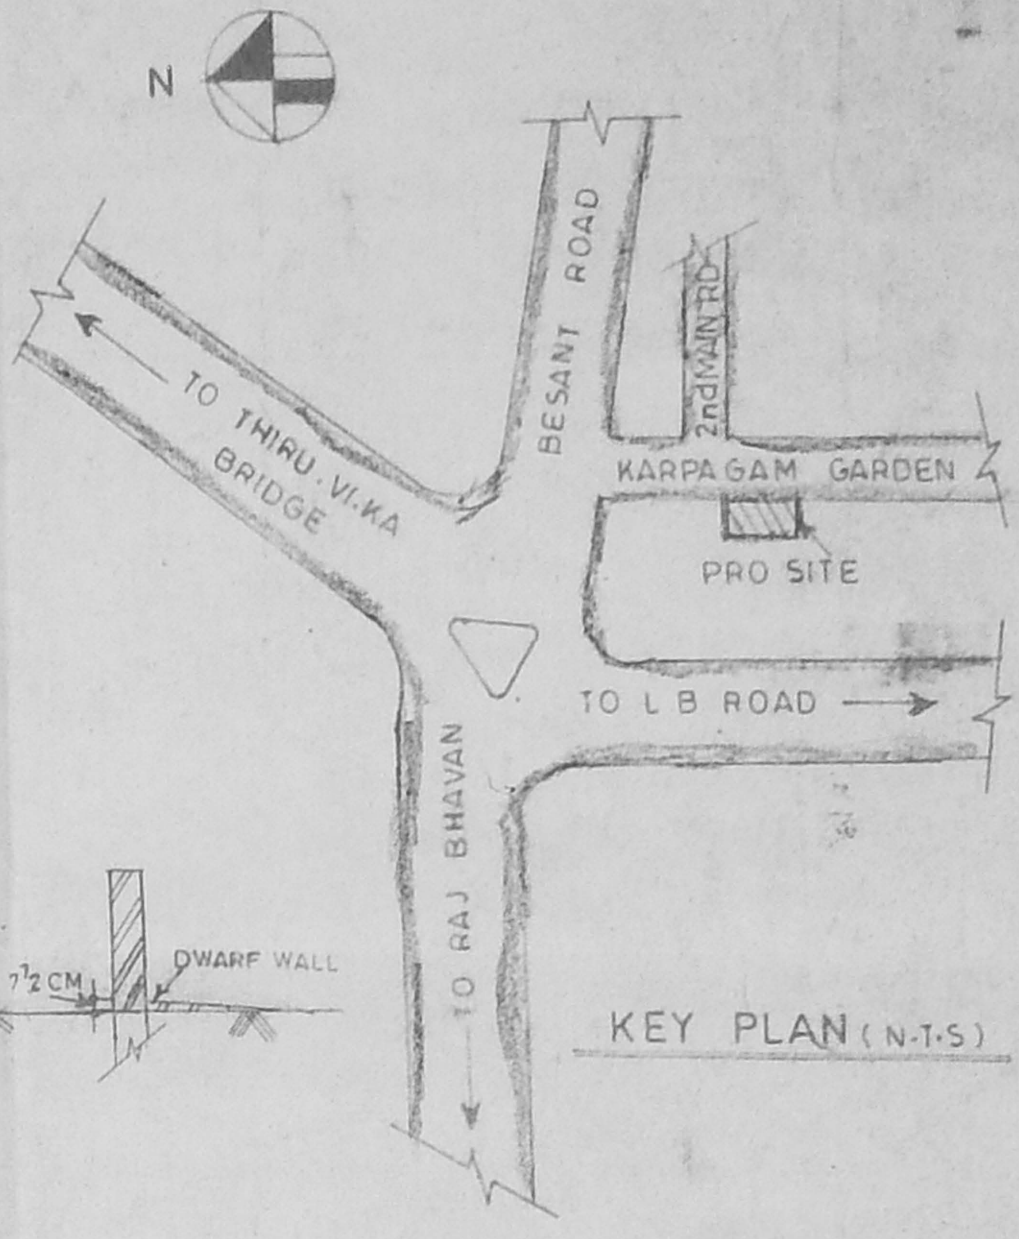 N
BESANT ROAD
2nd MAIN RD
TO THIRU.VI.KA
BRIDGE
KARPAGAM GARDEN
PRO SITE
TO L B ROAD
TO RAJ BHAVAN
DWARF WALL
7½ CM
KEY PLAN (N.T.S)